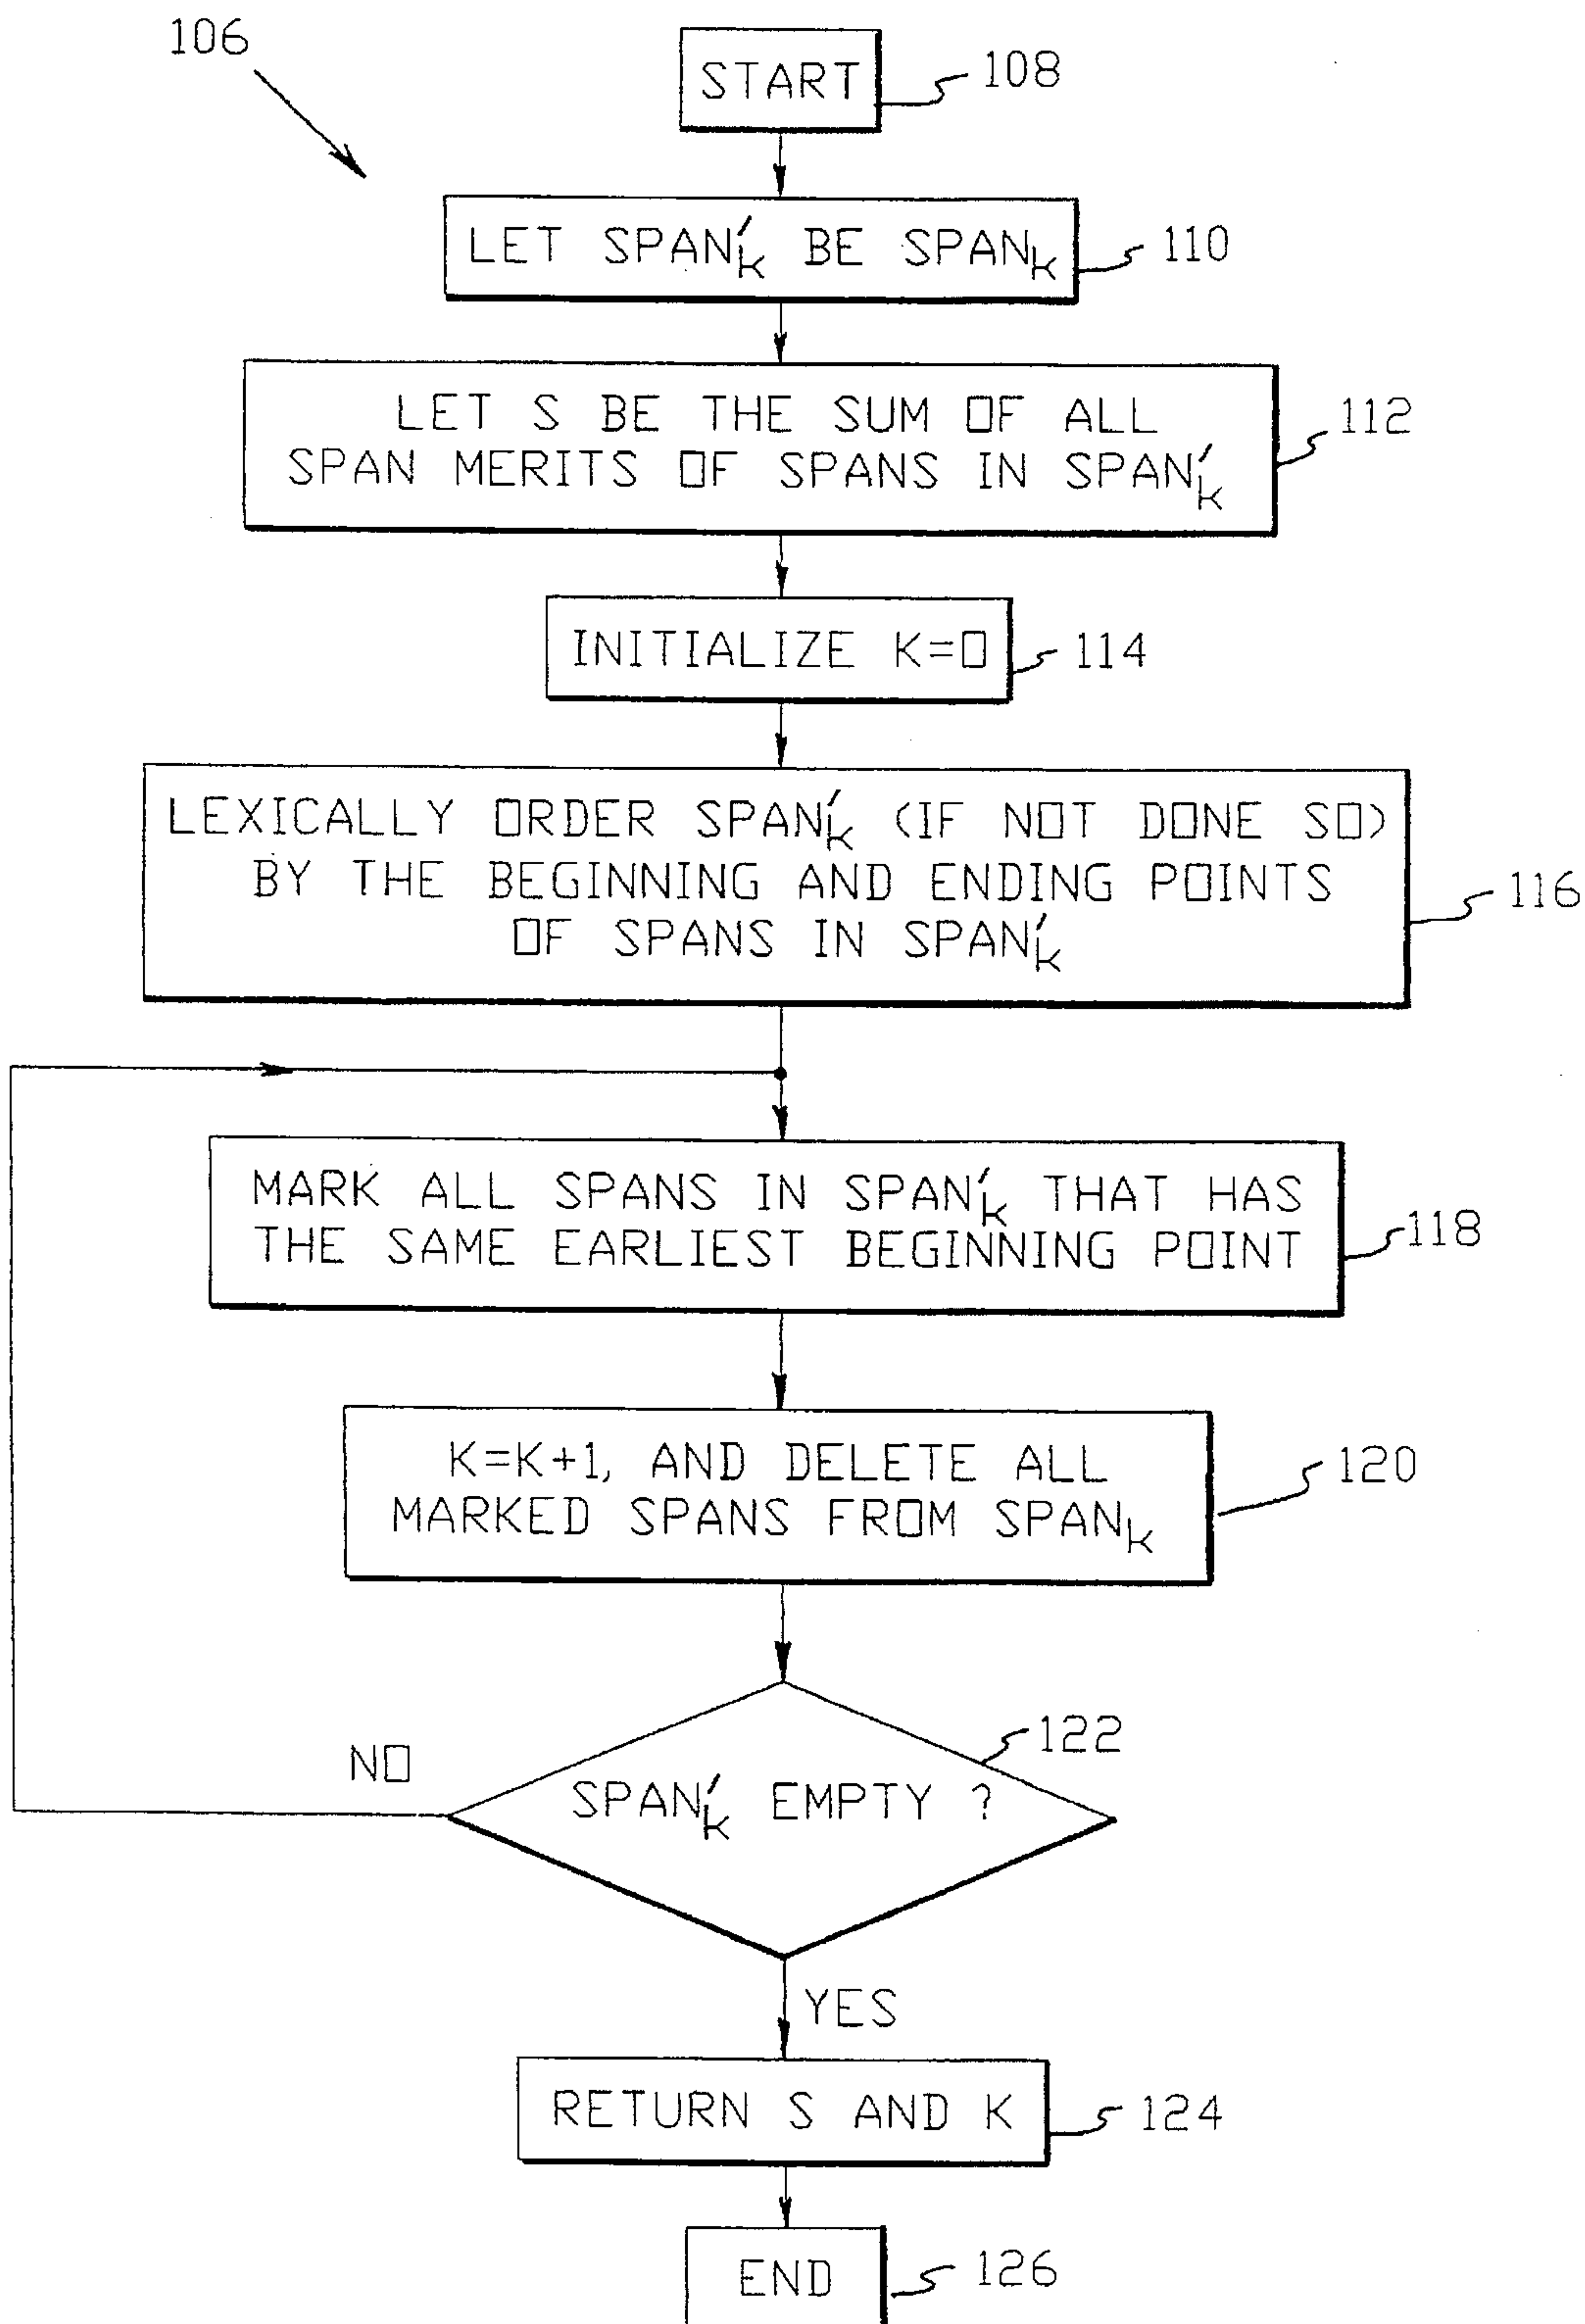 106
START
108
LET SPAN′k BE SPANk
110
LET S BE THE SUM OF ALL
SPAN MERITS OF SPANS IN SPAN′k
112
INITIALIZE K=0
114
LEXICALLY ORDER SPAN′k (IF NOT DONE SO)
BY THE BEGINNING AND ENDING POINTS
OF SPANS IN SPAN′k
116
MARK ALL SPANS IN SPAN′k THAT HAS
THE SAME EARLIEST BEGINNING POINT
118
K=K+1, AND DELETE ALL
MARKED SPANS FROM SPANk
120
122
NO
SPAN′k EMPTY ?
YES
RETURN S AND K
124
END
126